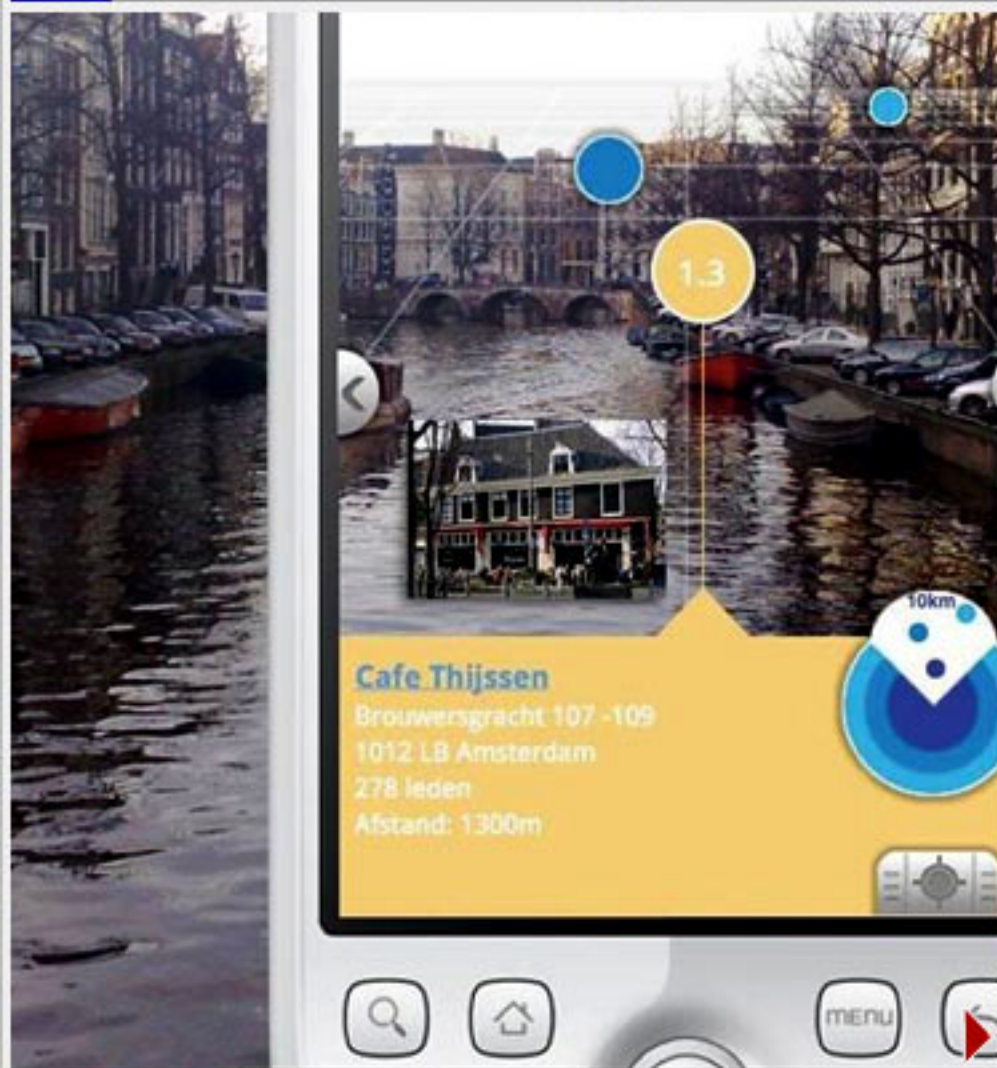 1.3
10km
Cafe Thijssen
Brouwersgracht 107 -109
1012 LB Amsterdam
278 leden
Afstand: 1300m
menu